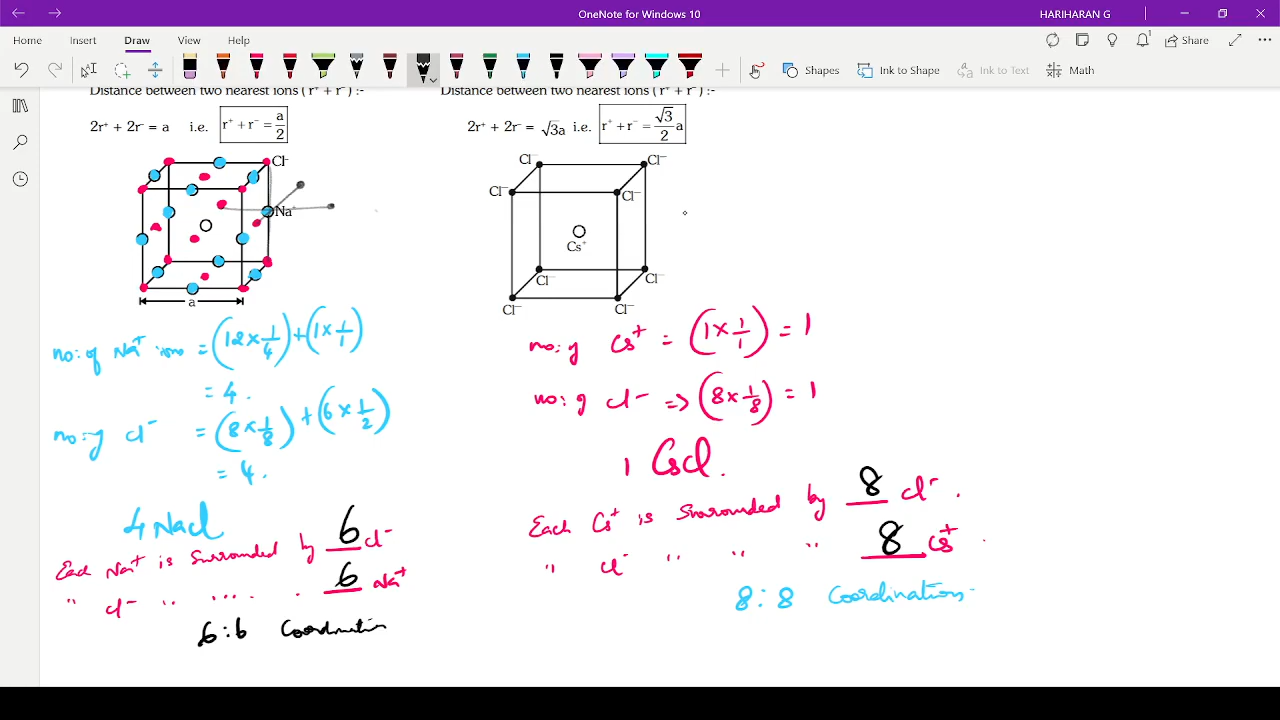 OneNote for Windows 10
HARIHARAN G
Home Insert Draw View Help
Share
Shapes Ink to Shape Ink to Text Math
Distance between two nearest ions (r⁺ + r⁻) :-
2r⁺ + 2r⁻ = a i.e. r⁺ + r⁻ = a/2
Cl⁻
Na⁺
a
no: of Na⁺ ions = (12 × 1/4) + (1 × 1/1)
= 4 .
no: of Cl⁻ = (8 × 1/8) + (6 × 1/2)
= 4 .
4 NaCl
Each Na⁺ is surrounded by 6 Cl⁻
" Cl⁻ " " " . 6 Na⁺
6 : 6 Coordination
Distance between two nearest ions (r⁺ + r⁻) :-
2r⁺ + 2r⁻ = √3a i.e. r⁺ + r⁻ = √3/2 a
Cl⁻ Cl⁻
Cl⁻ Cl⁻
Cs⁺
Cl⁻ Cl⁻
Cl⁻ Cl⁻
no: of Cs⁺ = (1 × 1/1) = 1
no: of Cl⁻ => (8 × 1/8) = 1
1 CsCl .
Each Cs⁺ is surrounded by 8 Cl⁻ .
" Cl⁻ " " " 8 Cs⁺ .
8 : 8 Coordination